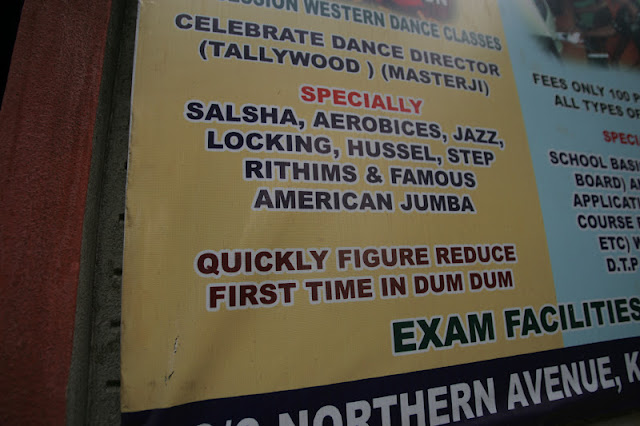 WESTERN DANCE CLASSES
CELEBRATE DANCE DIRECTOR
(TALLYWOOD ) (MASTERJI)
SPECIALLY
SALSHA, AEROBICES, JAZZ,
LOCKING, HUSSEL, STEP
RITHIMS & FAMOUS
AMERICAN JUMBA
QUICKLY FIGURE REDUCE
FIRST TIME IN DUM DUM
FEES ONLY 100 P
ALL TYPES OF
SPECI
SCHOOL BASI
BOARD) A
APPLICATI
COURSE
ETC) W
D.T.P
EXAM FACILITIES
NORTHERN AVENUE, K